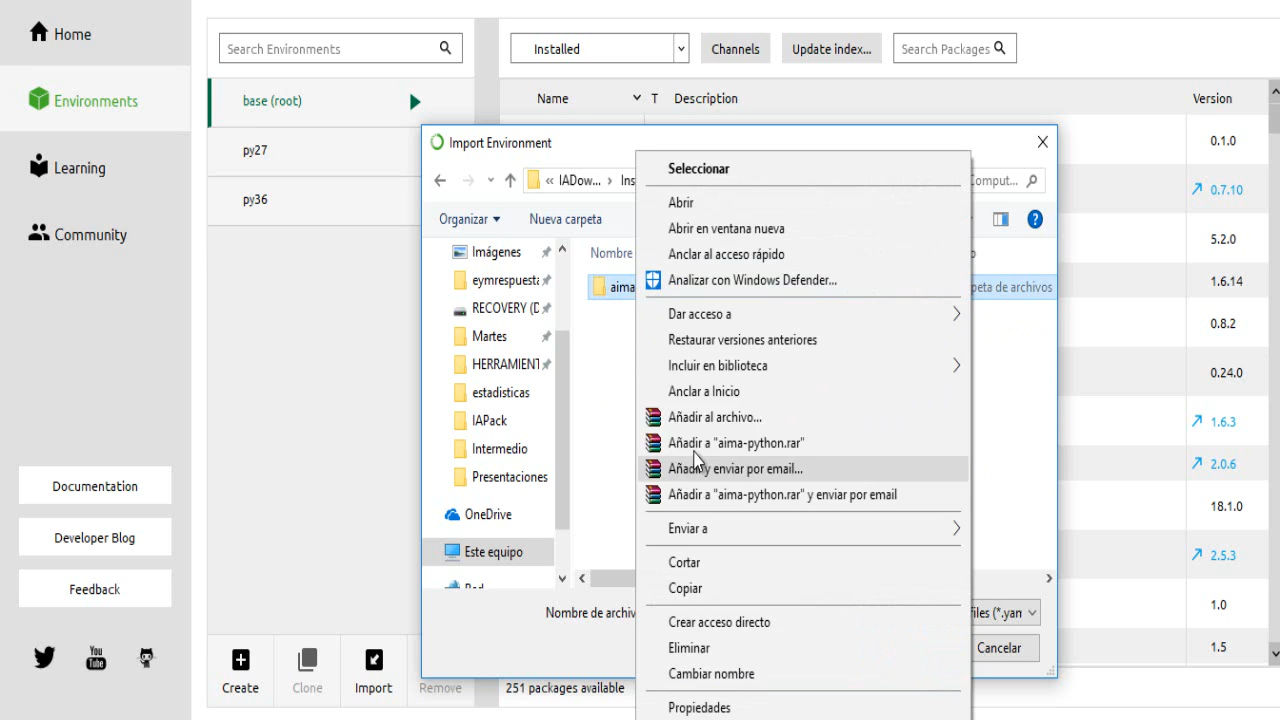 Home
Environments
Learning
Community
Documentation
Developer Blog
Feedback
You
Tube
Search Environments
base (root)
py27
py36
Create
Clone
Import
Remove
Installed
Channels
Update index...
Search Packages
Name
T
Description
Version
0.1.0
0.7.10
5.2.0
1.6.14
0.8.2
0.24.0
1.6.3
2.0.6
18.1.0
2.5.3
1.0
1.5
251 packages available
Import Environment
« IADow... › Ins
Comput...
Organizar
Nueva carpeta
Imágenes
eymrespuesta
RECOVERY (D
Martes
HERRAMIENT
estadisticas
IAPack
Intermedio
Presentaciones
OneDrive
Este equipo
Nombre
aima
peta de archivos
Nombre de archiv
files (*.yam
Cancelar
Seleccionar
Abrir
Abrir en ventana nueva
Anclar al acceso rápido
Analizar con Windows Defender...
Dar acceso a
Restaurar versiones anteriores
Incluir en biblioteca
Anclar a Inicio
Añadir al archivo...
Añadir a "aima-python.rar"
Añadir y enviar por email...
Añadir a "aima-python.rar" y enviar por email
Enviar a
Cortar
Copiar
Crear acceso directo
Eliminar
Cambiar nombre
Propiedades